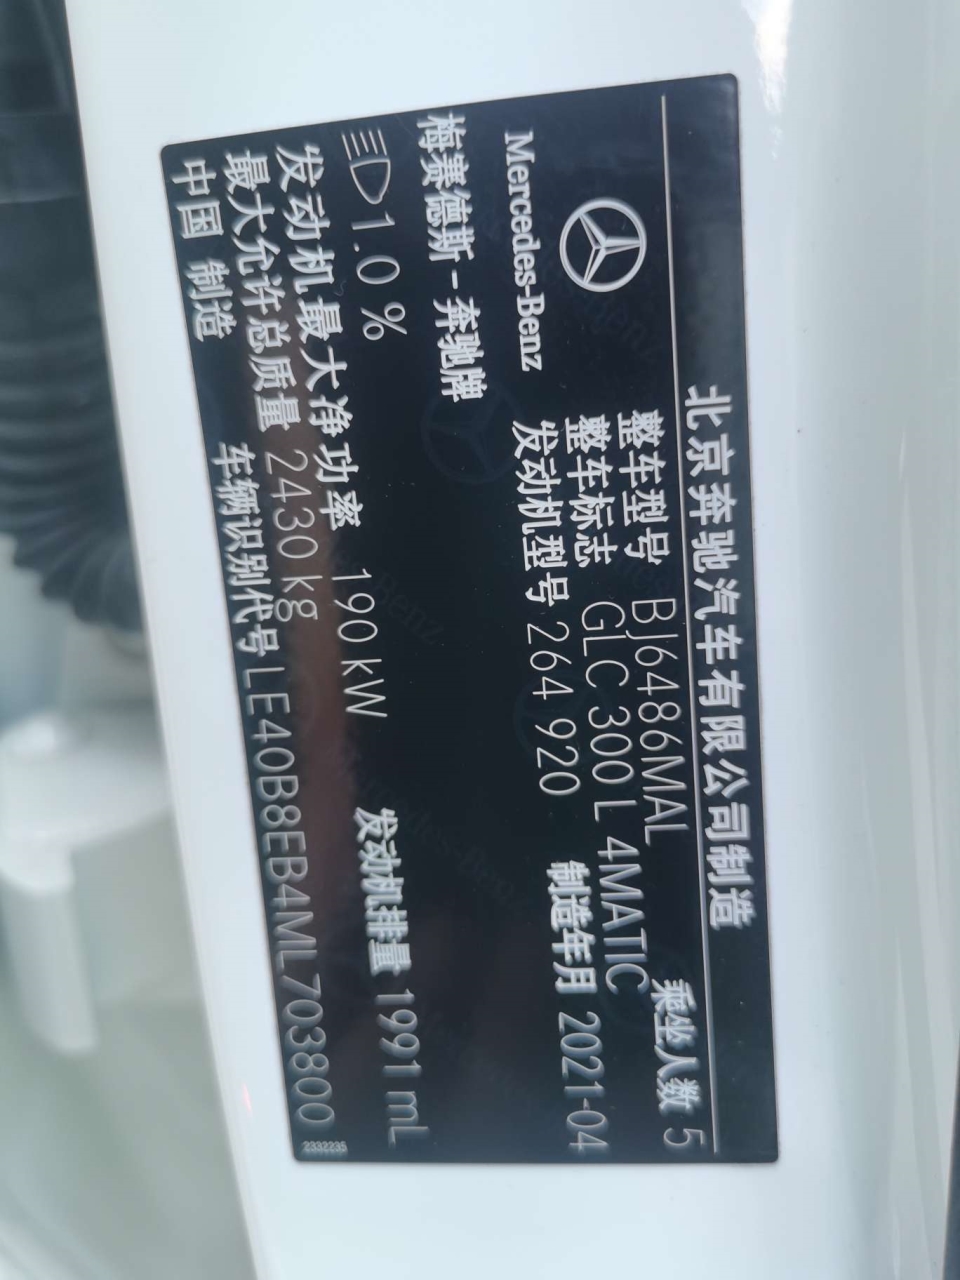 北京奔驰汽车有限公司制造
Mercedes-Benz
整车型号 BJ6486MAL 乘坐人数 5
整车标志 GLC 300 L 4MATIC
梅赛德斯-奔驰牌 发动机型号 264 920 制造年月 2021-04
1.0 %
发动机最大净功率 190 kW 发动机排量 1991 mL
最大允许总质量 2430 kg
中国 制造 车辆识别代号 LE40B8EB4ML703800
2332235